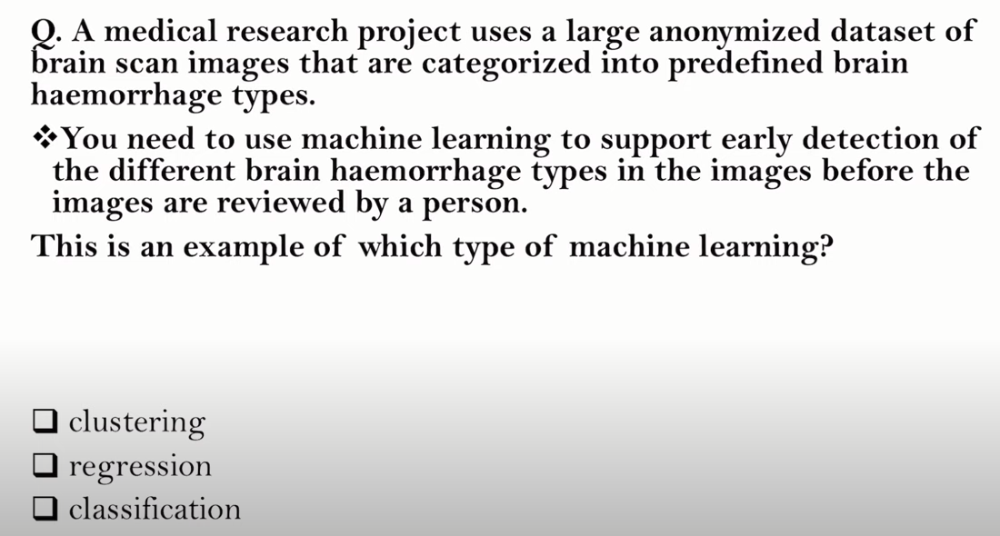 Q. A medical research project uses a large anonymized dataset of
brain scan images that are categorized into predefined brain
haemorrhage types.
❖You need to use machine learning to support early detection of
the different brain haemorrhage types in the images before the
images are reviewed by a person.
This is an example of which type of machine learning?
❑ clustering
❑ regression
❑ classification